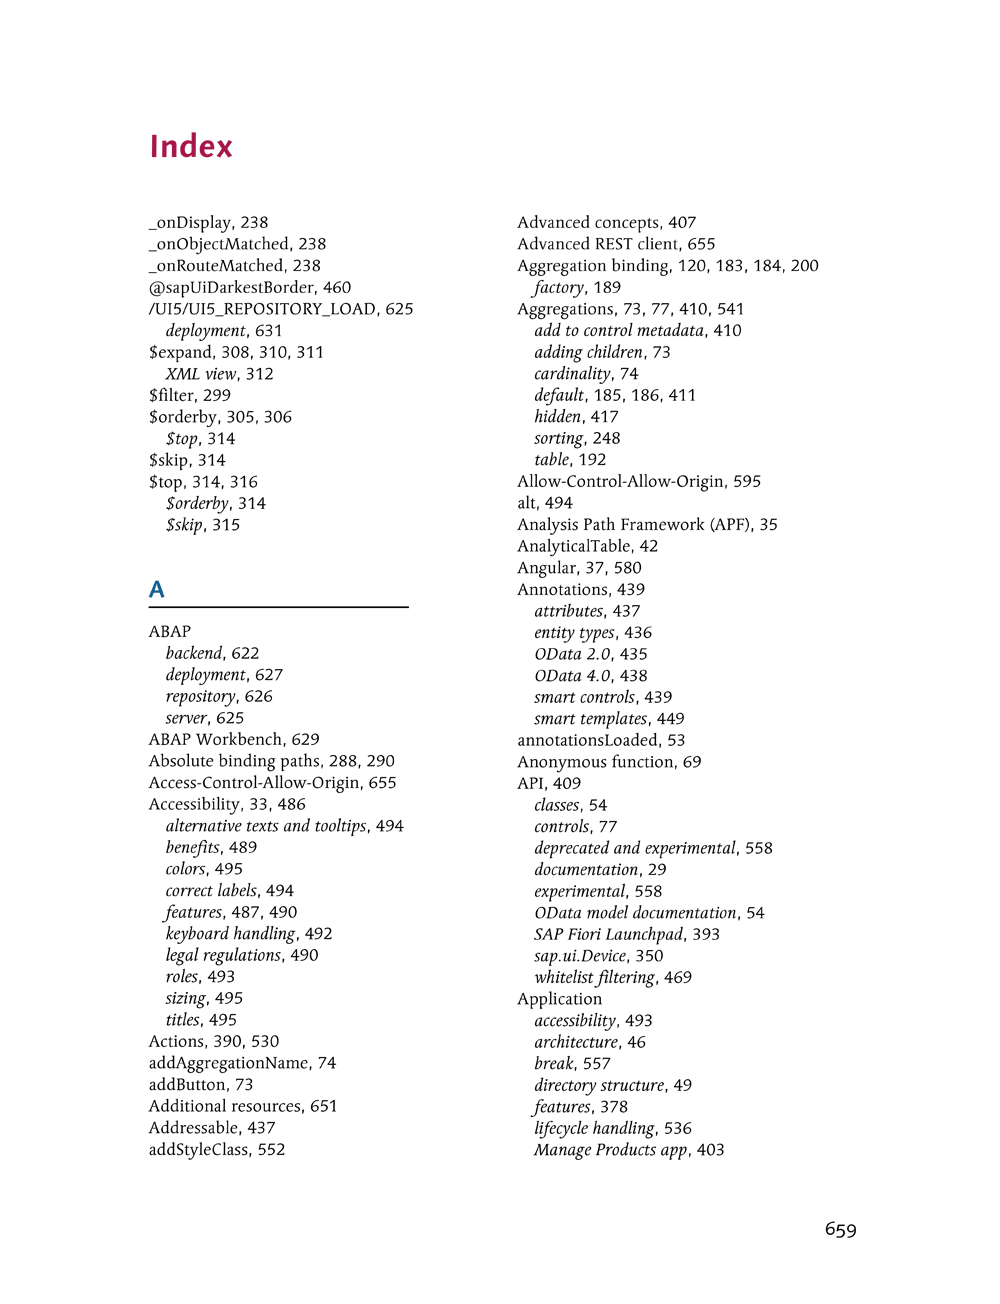 Index
_onDisplay, 238
_onObjectMatched, 238
_onRouteMatched, 238
@sapUiDarkestBorder, 460
/UI5/UI5_REPOSITORY_LOAD, 625
deployment, 631
$expand, 308, 310, 311
XML view, 312
$filter, 299
$orderby, 305, 306
$top, 314
$skip, 314
$top, 314, 316
$orderby, 314
$skip, 315
A
ABAP
backend, 622
deployment, 627
repository, 626
server, 625
ABAP Workbench, 629
Absolute binding paths, 288, 290
Access-Control-Allow-Origin, 655
Accessibility, 33, 486
alternative texts and tooltips, 494
benefits, 489
colors, 495
correct labels, 494
features, 487, 490
keyboard handling, 492
legal regulations, 490
roles, 493
sizing, 495
titles, 495
Actions, 390, 530
addAggregationName, 74
addButton, 73
Additional resources, 651
Addressable, 437
addStyleClass, 552
Advanced concepts, 407
Advanced REST client, 655
Aggregation binding, 120, 183, 184, 200
factory, 189
Aggregations, 73, 77, 410, 541
add to control metadata, 410
adding children, 73
cardinality, 74
default, 185, 186, 411
hidden, 417
sorting, 248
table, 192
Allow-Control-Allow-Origin, 595
alt, 494
Analysis Path Framework (APF), 35
AnalyticalTable, 42
Angular, 37, 580
Annotations, 439
attributes, 437
entity types, 436
OData 2.0, 435
OData 4.0, 438
smart controls, 439
smart templates, 449
annotationsLoaded, 53
Anonymous function, 69
API, 409
classes, 54
controls, 77
deprecated and experimental, 558
documentation, 29
experimental, 558
OData model documentation, 54
SAP Fiori Launchpad, 393
sap.ui.Device, 350
whitelist filtering, 469
Application
accessibility, 493
architecture, 46
break, 557
directory structure, 49
features, 378
lifecycle handling, 536
Manage Products app, 403
659